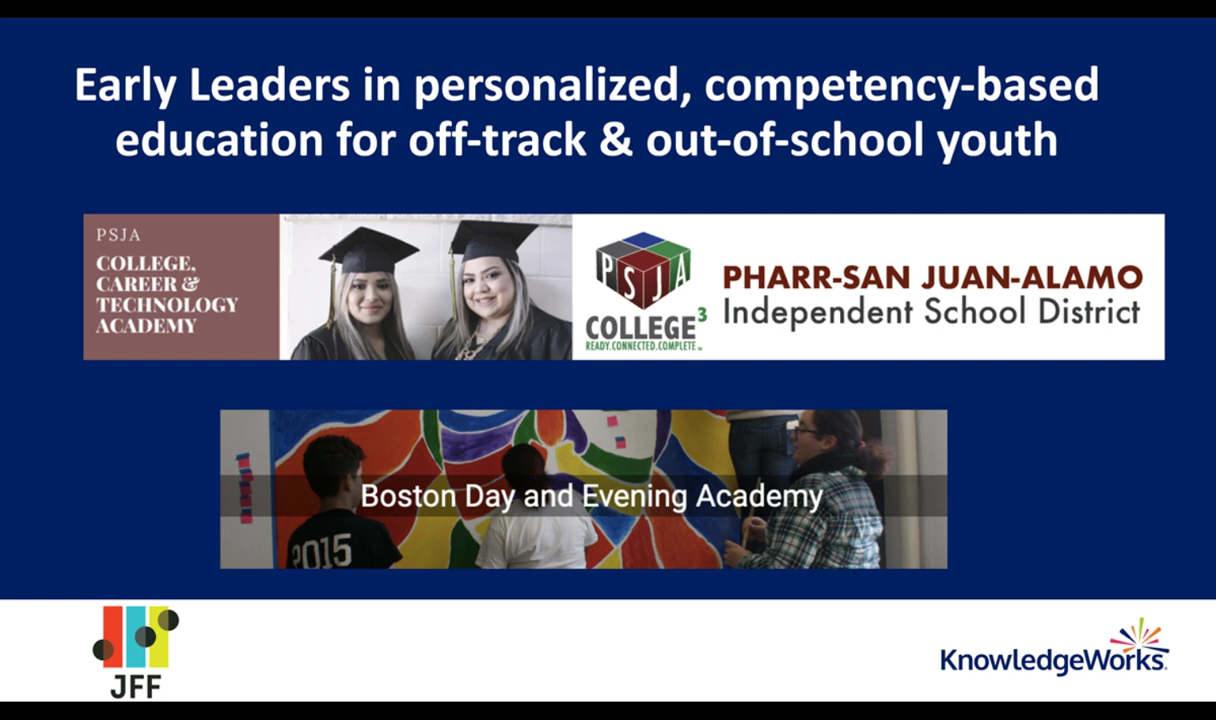 Early Leaders in personalized, competency-based
education for off-track & out-of-school youth
PSJA
COLLEGE,
CAREER &
TECHNOLOGY
ACADEMY
PSJA
COLLEGE³
READY.CONNECTED.COMPLETE
PHARR-SAN JUAN-ALAMO
Independent School District
Boston Day and Evening Academy
2015
JFF
KnowledgeWorks